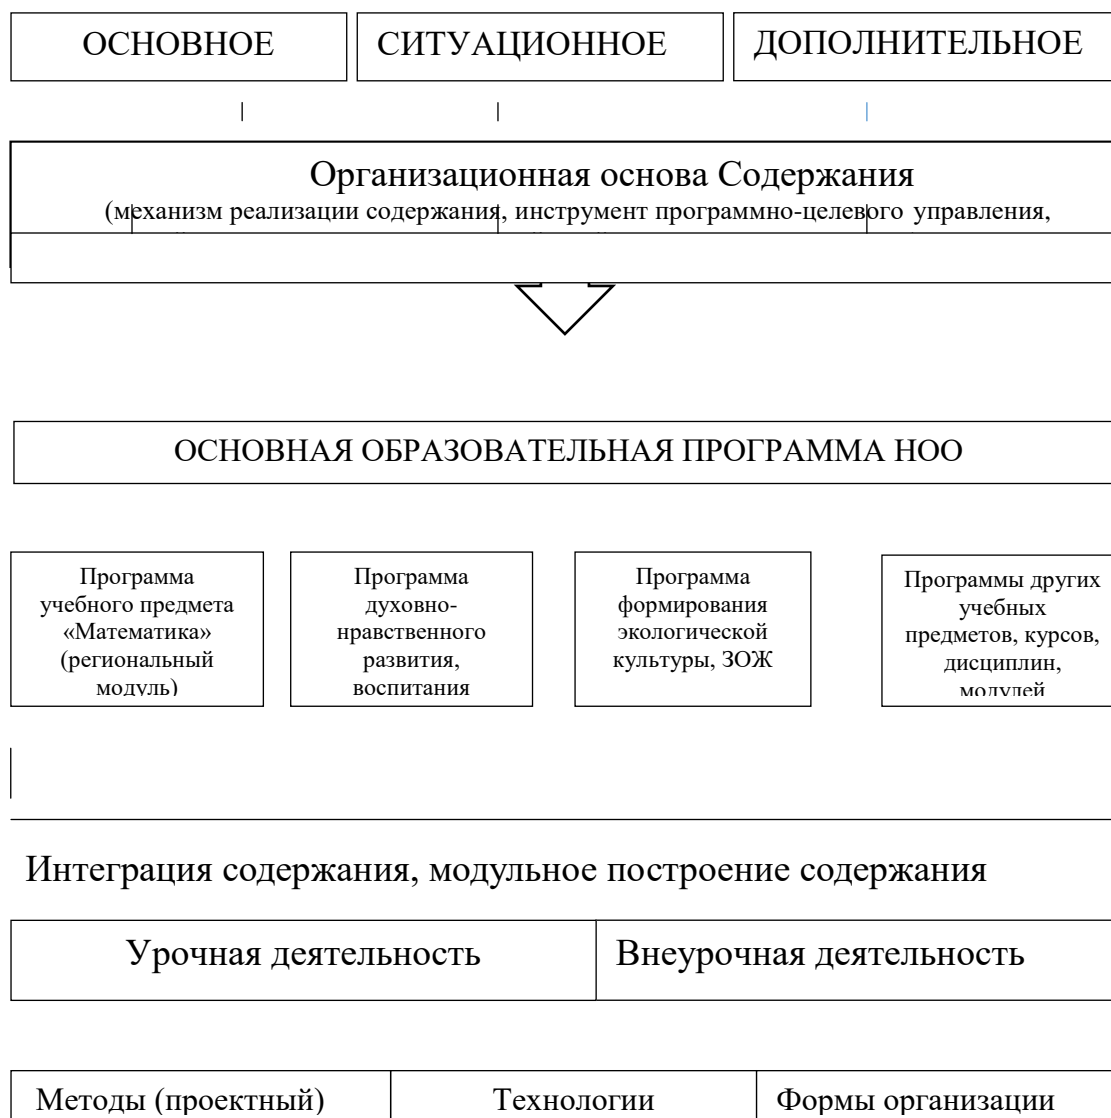 ОСНОВНОЕ
СИТУАЦИОННОЕ
ДОПОЛНИТЕЛЬНОЕ
Организационная основа Содержания
(механизм реализации содержания, инструмент программно-целевого управления,
ОСНОВНАЯ ОБРАЗОВАТЕЛЬНАЯ ПРОГРАММА НОО
Программа
учебного предмета
«Математика»
(региональный
модуль)
Программа
духовно-
нравственного
развития,
воспитания
Программа
формирования
экологической
культуры, ЗОЖ
Программы других
учебных
предметов, курсов,
дисциплин,
модулей
Интеграция содержания, модульное построение содержания
Урочная деятельность
Внеурочная деятельность
Методы (проектный)
Технологии
Формы организации